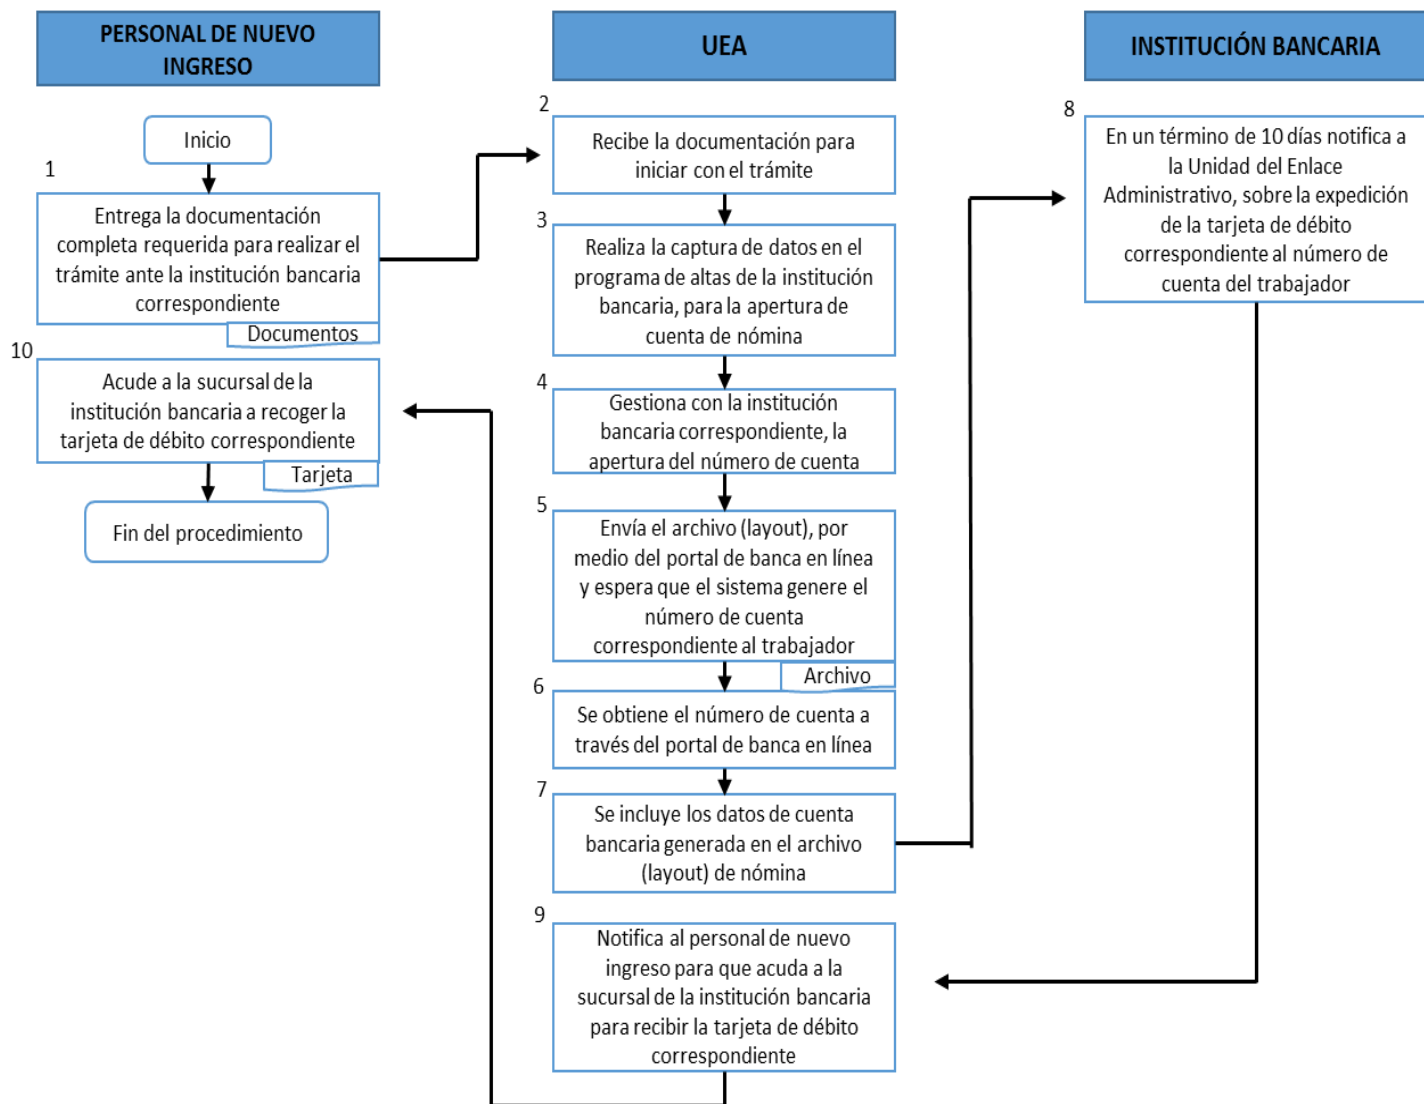 PERSONAL DE NUEVO
INGRESO
UEA
INSTITUCIÓN BANCARIA
Inicio
1
Entrega la documentación
completa requerida para realizar el
trámite ante la institución bancaria
correspondiente
Documentos
2
Recibe la documentación para
iniciar con el trámite
3
Realiza la captura de datos en el
programa de altas de la institución
bancaria, para la apertura de
cuenta de nómina
4
Gestiona con la institución
bancaria correspondiente, la
apertura del número de cuenta
5
Envía el archivo (layout), por
medio del portal de banca en línea
y espera que el sistema genere el
número de cuenta
correspondiente al trabajador
Archivo
6
Se obtiene el número de cuenta a
través del portal de banca en línea
7
Se incluye los datos de cuenta
bancaria generada en el archivo
(layout) de nómina
8
En un término de 10 días notifica a
la Unidad del Enlace
Administrativo, sobre la expedición
de la tarjeta de débito
correspondiente al número de
cuenta del trabajador
9
Notifica al personal de nuevo
ingreso para que acuda a la
sucursal de la institución bancaria
para recibir la tarjeta de débito
correspondiente
10
Acude a la sucursal de la
institución bancaria a recoger la
tarjeta de débito correspondiente
Tarjeta
Fin del procedimiento